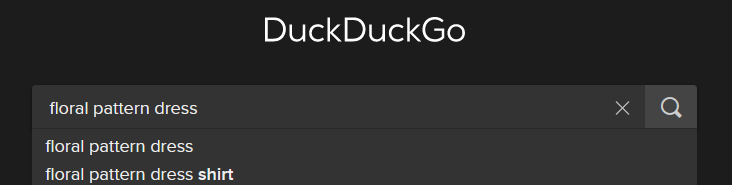 DuckDuckGo
floral pattern dress
floral pattern dress
floral pattern dress shirt